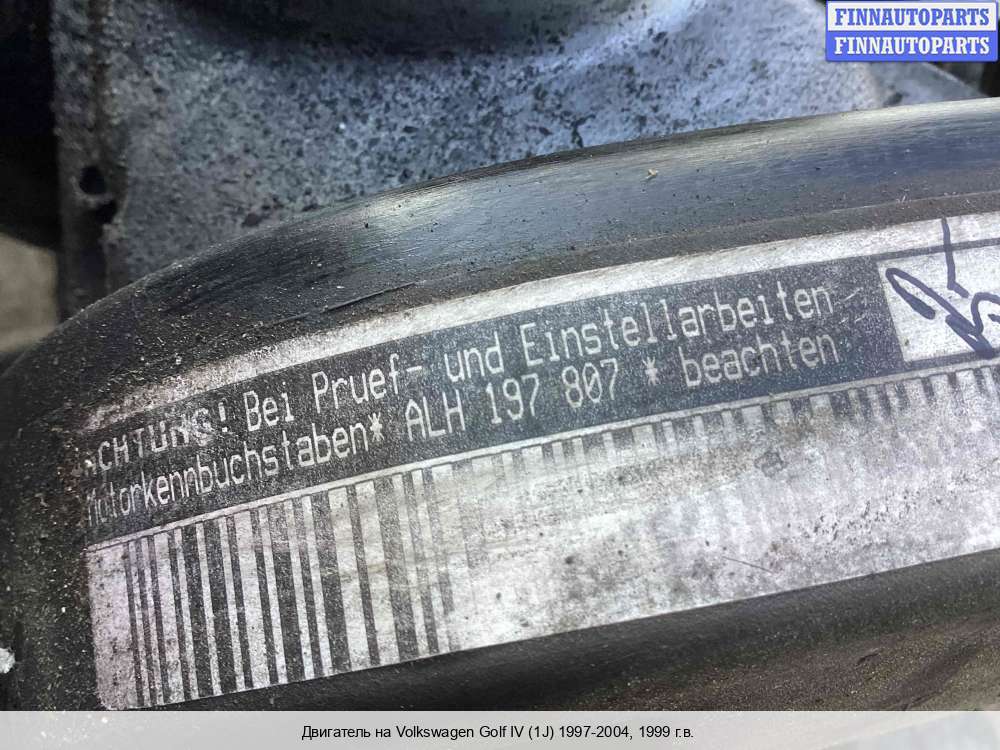 FINNAUTOPARTS
FINNAUTOPARTS
ACHTUNG! Bei Pruef- und Einstellarbeiten
Motorkennbuchstaben* ALH 197 807 * beachten
Двигатель на Volkswagen Golf IV (1J) 1997-2004, 1999 г.в.